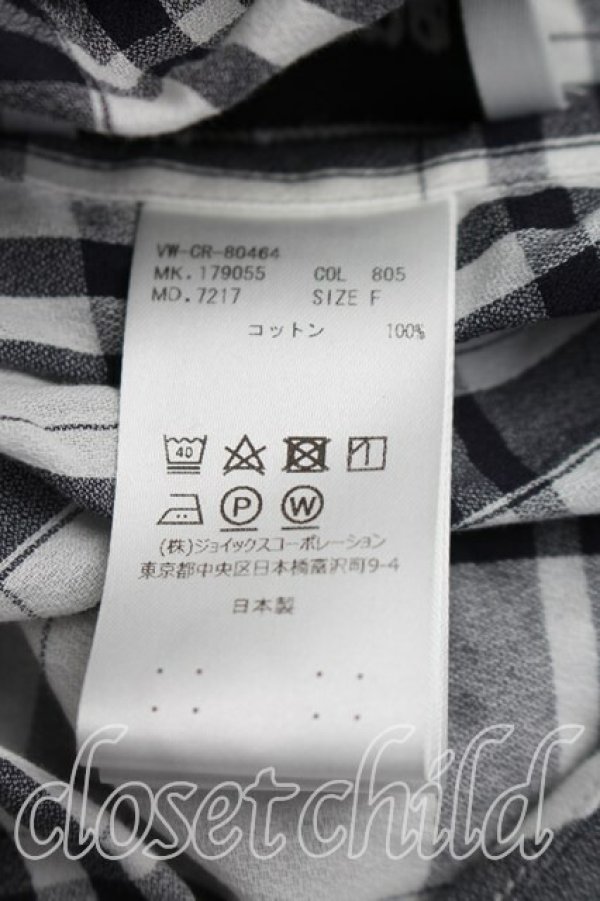 VW-CR-80464
MK.179055 COL 805
MD.7217 SIZE F
コットン 100%
40
P W
(株)ジョイックスコーポレーション
東京都中央区日本橋富沢町9-4
日本製
closet child